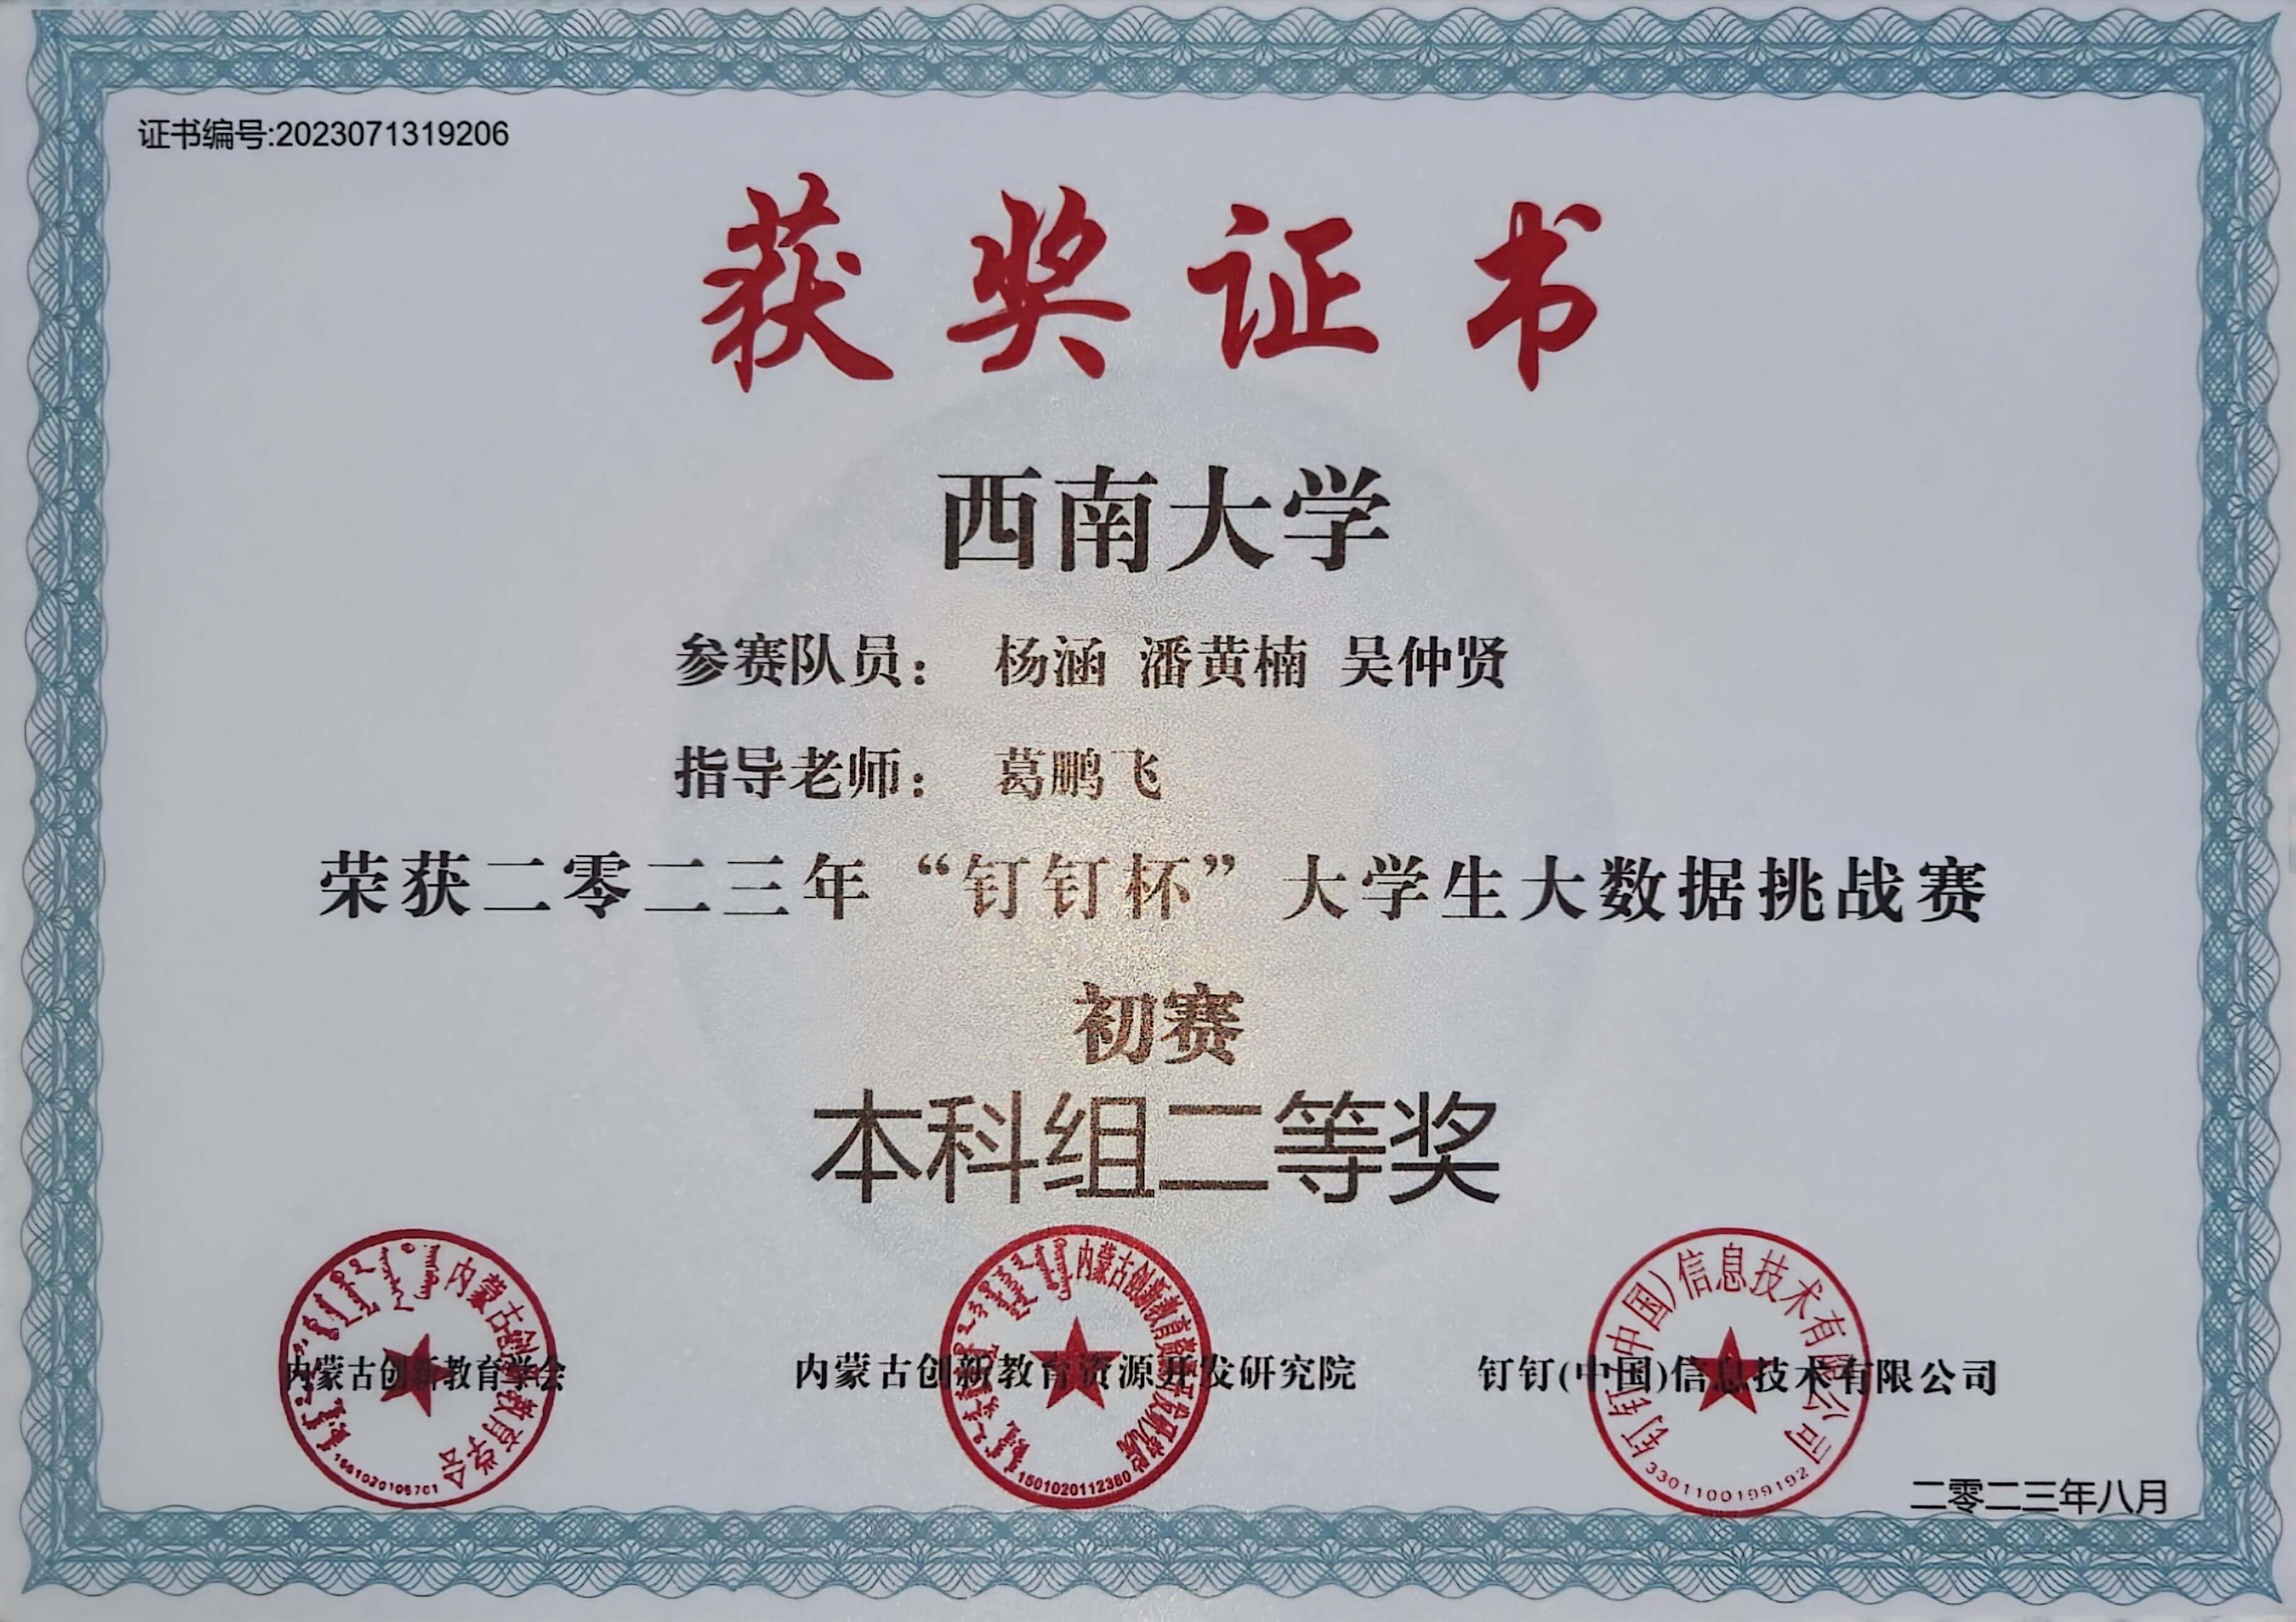 证书编号:2023071319206
获奖证书
西南大学
参赛队员： 杨涵 潘黄楠 吴仲贤
指导老师： 葛鹏飞
荣获二零二三年“钉钉杯”大学生大数据挑战赛
初赛
本科组二等奖
内蒙古创新教育学会
内蒙古创新教育资源开发研究院
钉钉(中国)信息技术有限公司
内蒙古创新教育学会
内蒙古创新教育资源开发研究院
1501020112380
钉钉(中国)信息技术有限公司
3301100199192
二零二三年八月